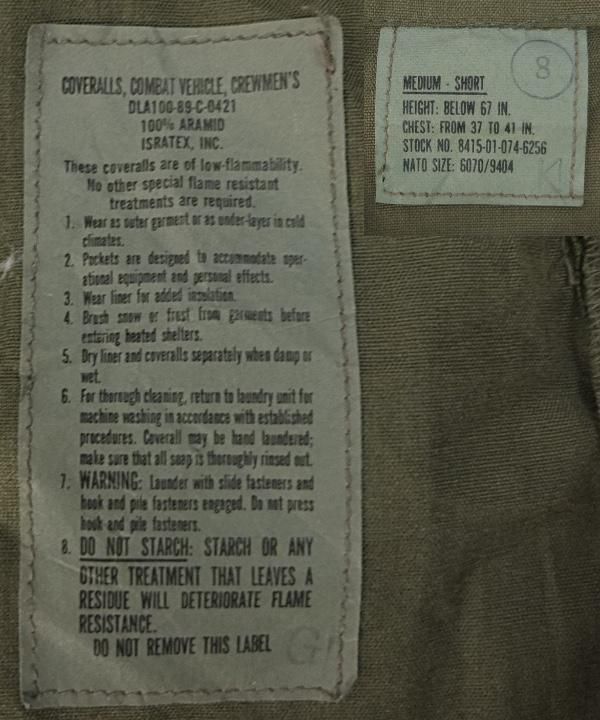 COVERALLS, COMBAT VEHICLE, CREWMEN'S
DLA100-89-C-0421
100% ARAMID
ISRATEX, INC.
These coveralls are of low-flammability.
No other special flame resistant
treatments are required.
1. Wear as outer garment or as under-layer in cold
climates.
2. Pockets are designed to accommodate oper-
ational equipment and personal effects.
3. Wear liner for added insulation.
4. Brush snow or frost from garments before
entering heated shelters.
5. Dry liner and coveralls separately when damp or
wet.
6. For thorough cleaning, return to laundry unit for
machine washing in accordance with established
procedures. Coverall may be hand laundered;
make sure that all soap is thoroughly rinsed out.
7. WARNING: Launder with slide fasteners and
hook and pile fasteners engaged. Do not press
hook and pile fasteners.
8. DO NOT STARCH: STARCH OR ANY
OTHER TREATMENT THAT LEAVES A
RESIDUE WILL DETERIORATE FLAME
RESISTANCE.
DO NOT REMOVE THIS LABEL
8
MEDIUM - SHORT
HEIGHT: BELOW 67 IN.
CHEST: FROM 37 TO 41 IN.
STOCK NO. 8415-01-074-6256
NATO SIZE: 6070/9404